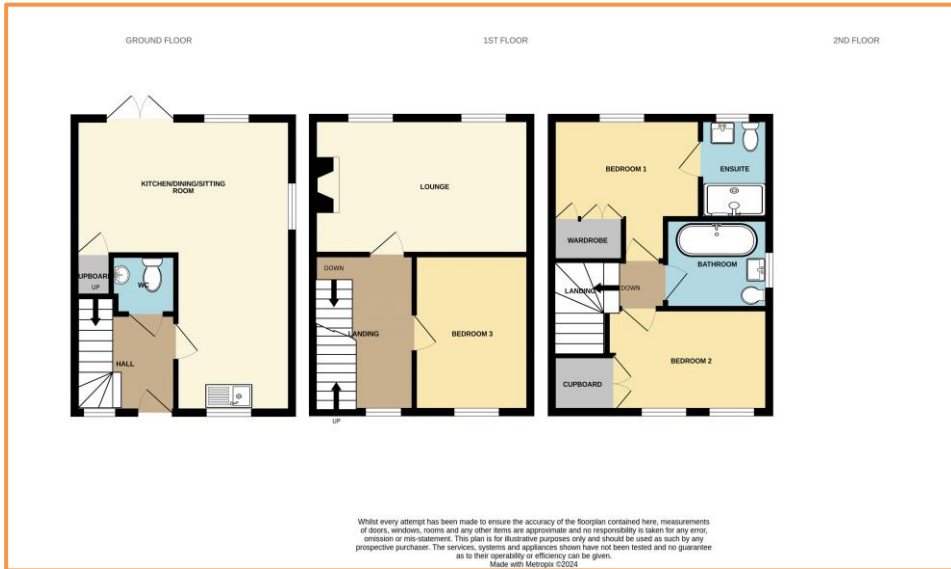 GROUND FLOOR
1ST FLOOR
2ND FLOOR
KITCHEN/DINING/SITTING
ROOM
UPBOARD
UP
WC
HALL
LOUNGE
DOWN
LANDING
BEDROOM 3
UP
BEDROOM 1
ENSUITE
WARDROBE
BATHROOM
LANDING
DOWN
BEDROOM 2
CUPBOARD
Whilst every attempt has been made to ensure the accuracy of the floorplan contained here, measurements
of doors, windows, rooms and any other items are approximate and no responsibility is taken for any error,
omission or mis-statement. This plan is for illustrative purposes only and should be used as such by any
prospective purchaser. The services, systems and appliances shown have not been tested and no guarantee
as to their operability or efficiency can be given.
Made with Metropix ©2024